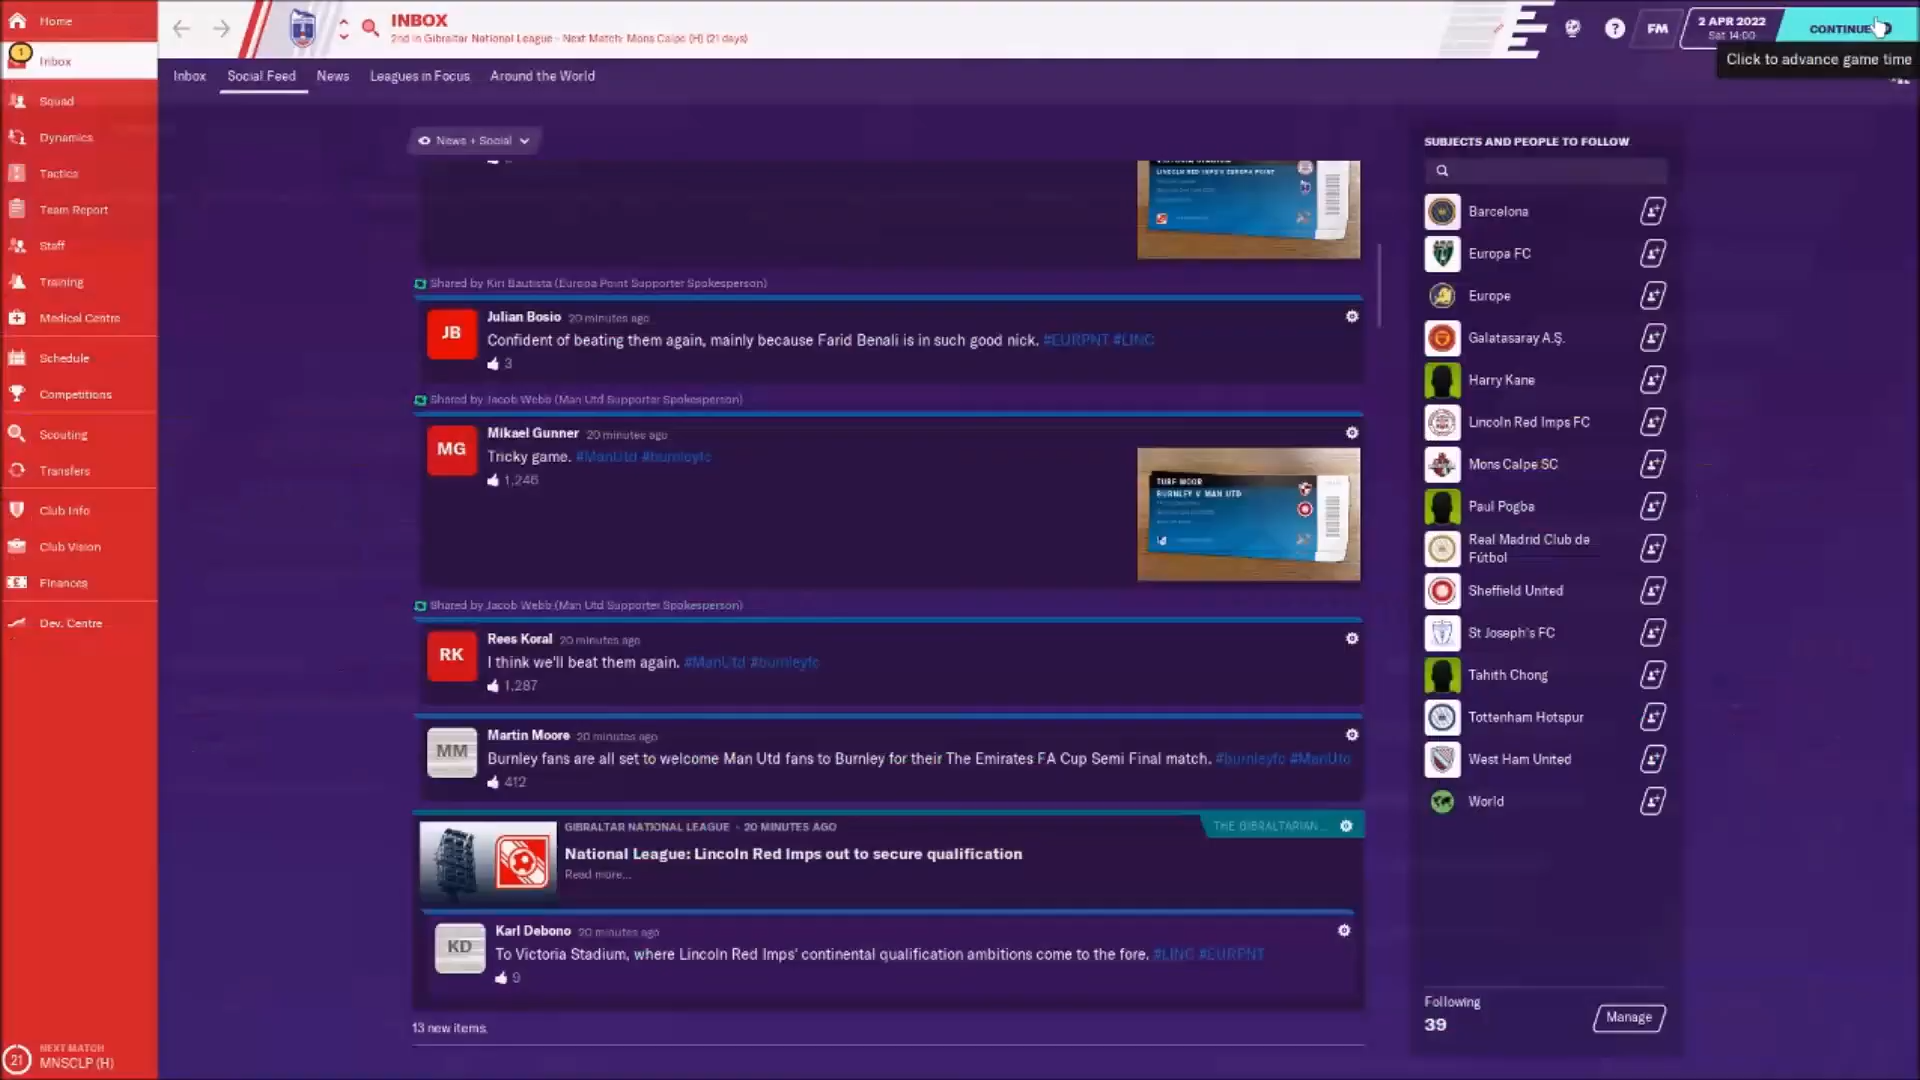 Home
INBOX
2nd in Gibraltar National League - Next Match: Mons Calpe (H) (21 days)
FM
2 APR 2022
Sat 14:00
CONTINUE
Click to advance game time
1
Inbox
Squad
Dynamics
Tactics
Team Report
Staff
Training
Medical Centre
Schedule
Competitions
Scouting
Transfers
Club Info
Club Vision
Finances
Dev. Centre
21
NEXT MATCH
MNSCLP (H)
Inbox
Social Feed
News
Leagues in Focus
Around the World
News + Social
LINCOLN RED IMPS V EUROPA POINT
Shared by Kiri Bautista (Europa Point Supporter Spokesperson)
JB
Julian Bosio 20 minutes ago
Confident of beating them again, mainly because Farid Benali is in such good nick. #EURPNT #LINC
3
Shared by Jacob Webb (Man Utd Supporter Spokesperson)
MG
Mikael Gunner 20 minutes ago
Tricky game. #ManUtd #burnleyfc
1,246
TURF MOOR
BURNLEY V MAN UTD
Shared by Jacob Webb (Man Utd Supporter Spokesperson)
RK
Rees Koral 20 minutes ago
I think we'll beat them again. #ManUtd #burnleyfc
1,287
MM
Martin Moore 20 minutes ago
Burnley fans are all set to welcome Man Utd fans to Burnley for their The Emirates FA Cup Semi Final match. #burnleyfc #ManUtd
412
GIBRALTAR NATIONAL LEAGUE - 20 MINUTES AGO
THE GIBRALTARIAN...
National League: Lincoln Red Imps out to secure qualification
Read more...
KD
Karl Debono 20 minutes ago
To Victoria Stadium, where Lincoln Red Imps' continental qualification ambitions come to the fore. #LINC #EURPNT
9
13 new items.
SUBJECTS AND PEOPLE TO FOLLOW
Barcelona
Europa FC
Europe
Galatasaray A.Ş.
Harry Kane
Lincoln Red Imps FC
Mons Calpe SC
Paul Pogba
Real Madrid Club de
Fútbol
Sheffield United
St Joseph's FC
Tahith Chong
Tottenham Hotspur
West Ham United
World
Following
39
Manage